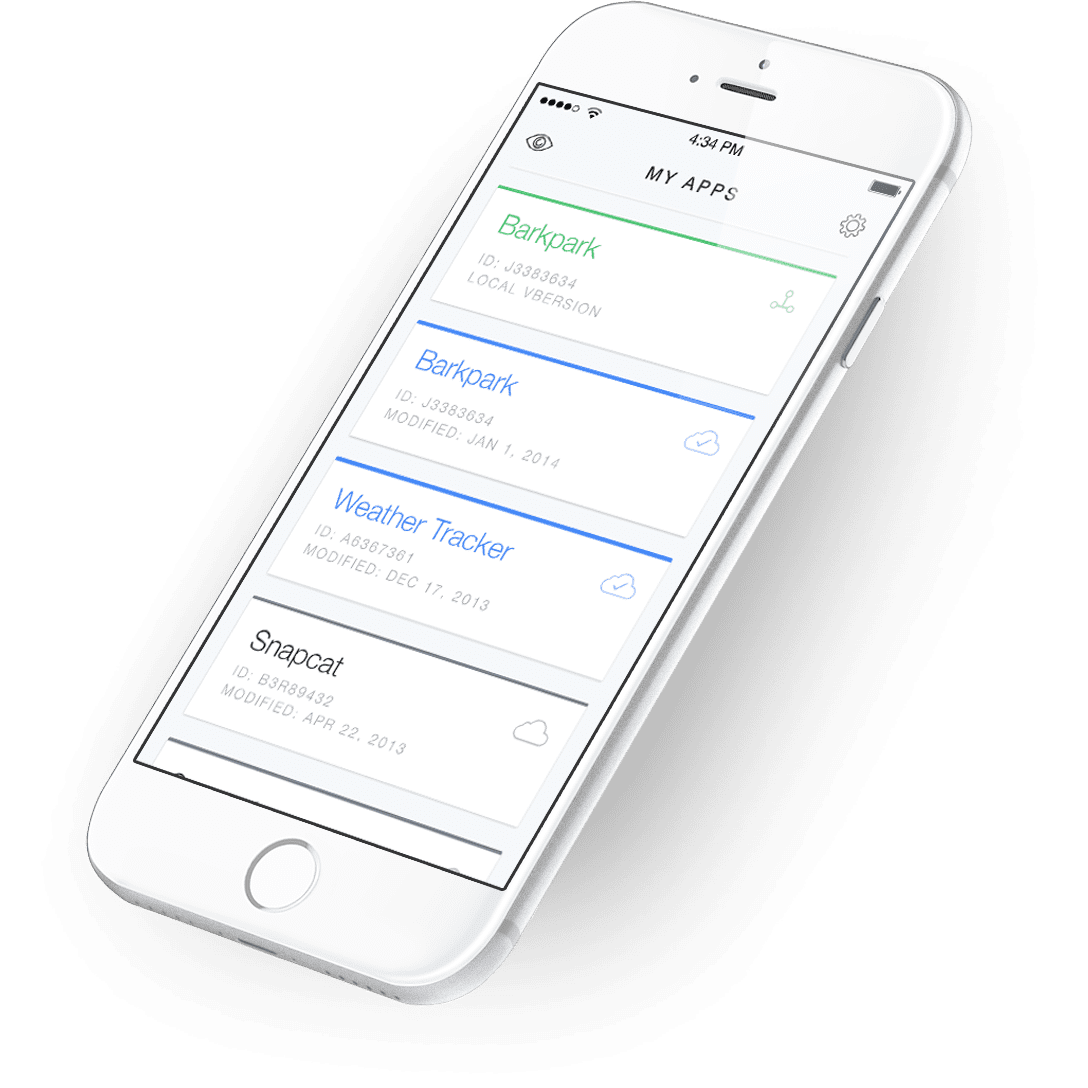 4:34 PM
MY APPS
Barkpark
ID: J3383634
LOCAL VBERSION
Barkpark
ID: J3383634
MODIFIED: JAN 1, 2014
Weather Tracker
ID: A6367361
MODIFIED: DEC 17, 2013
Snapcat
ID: B3R89432
MODIFIED: APR 22, 2013